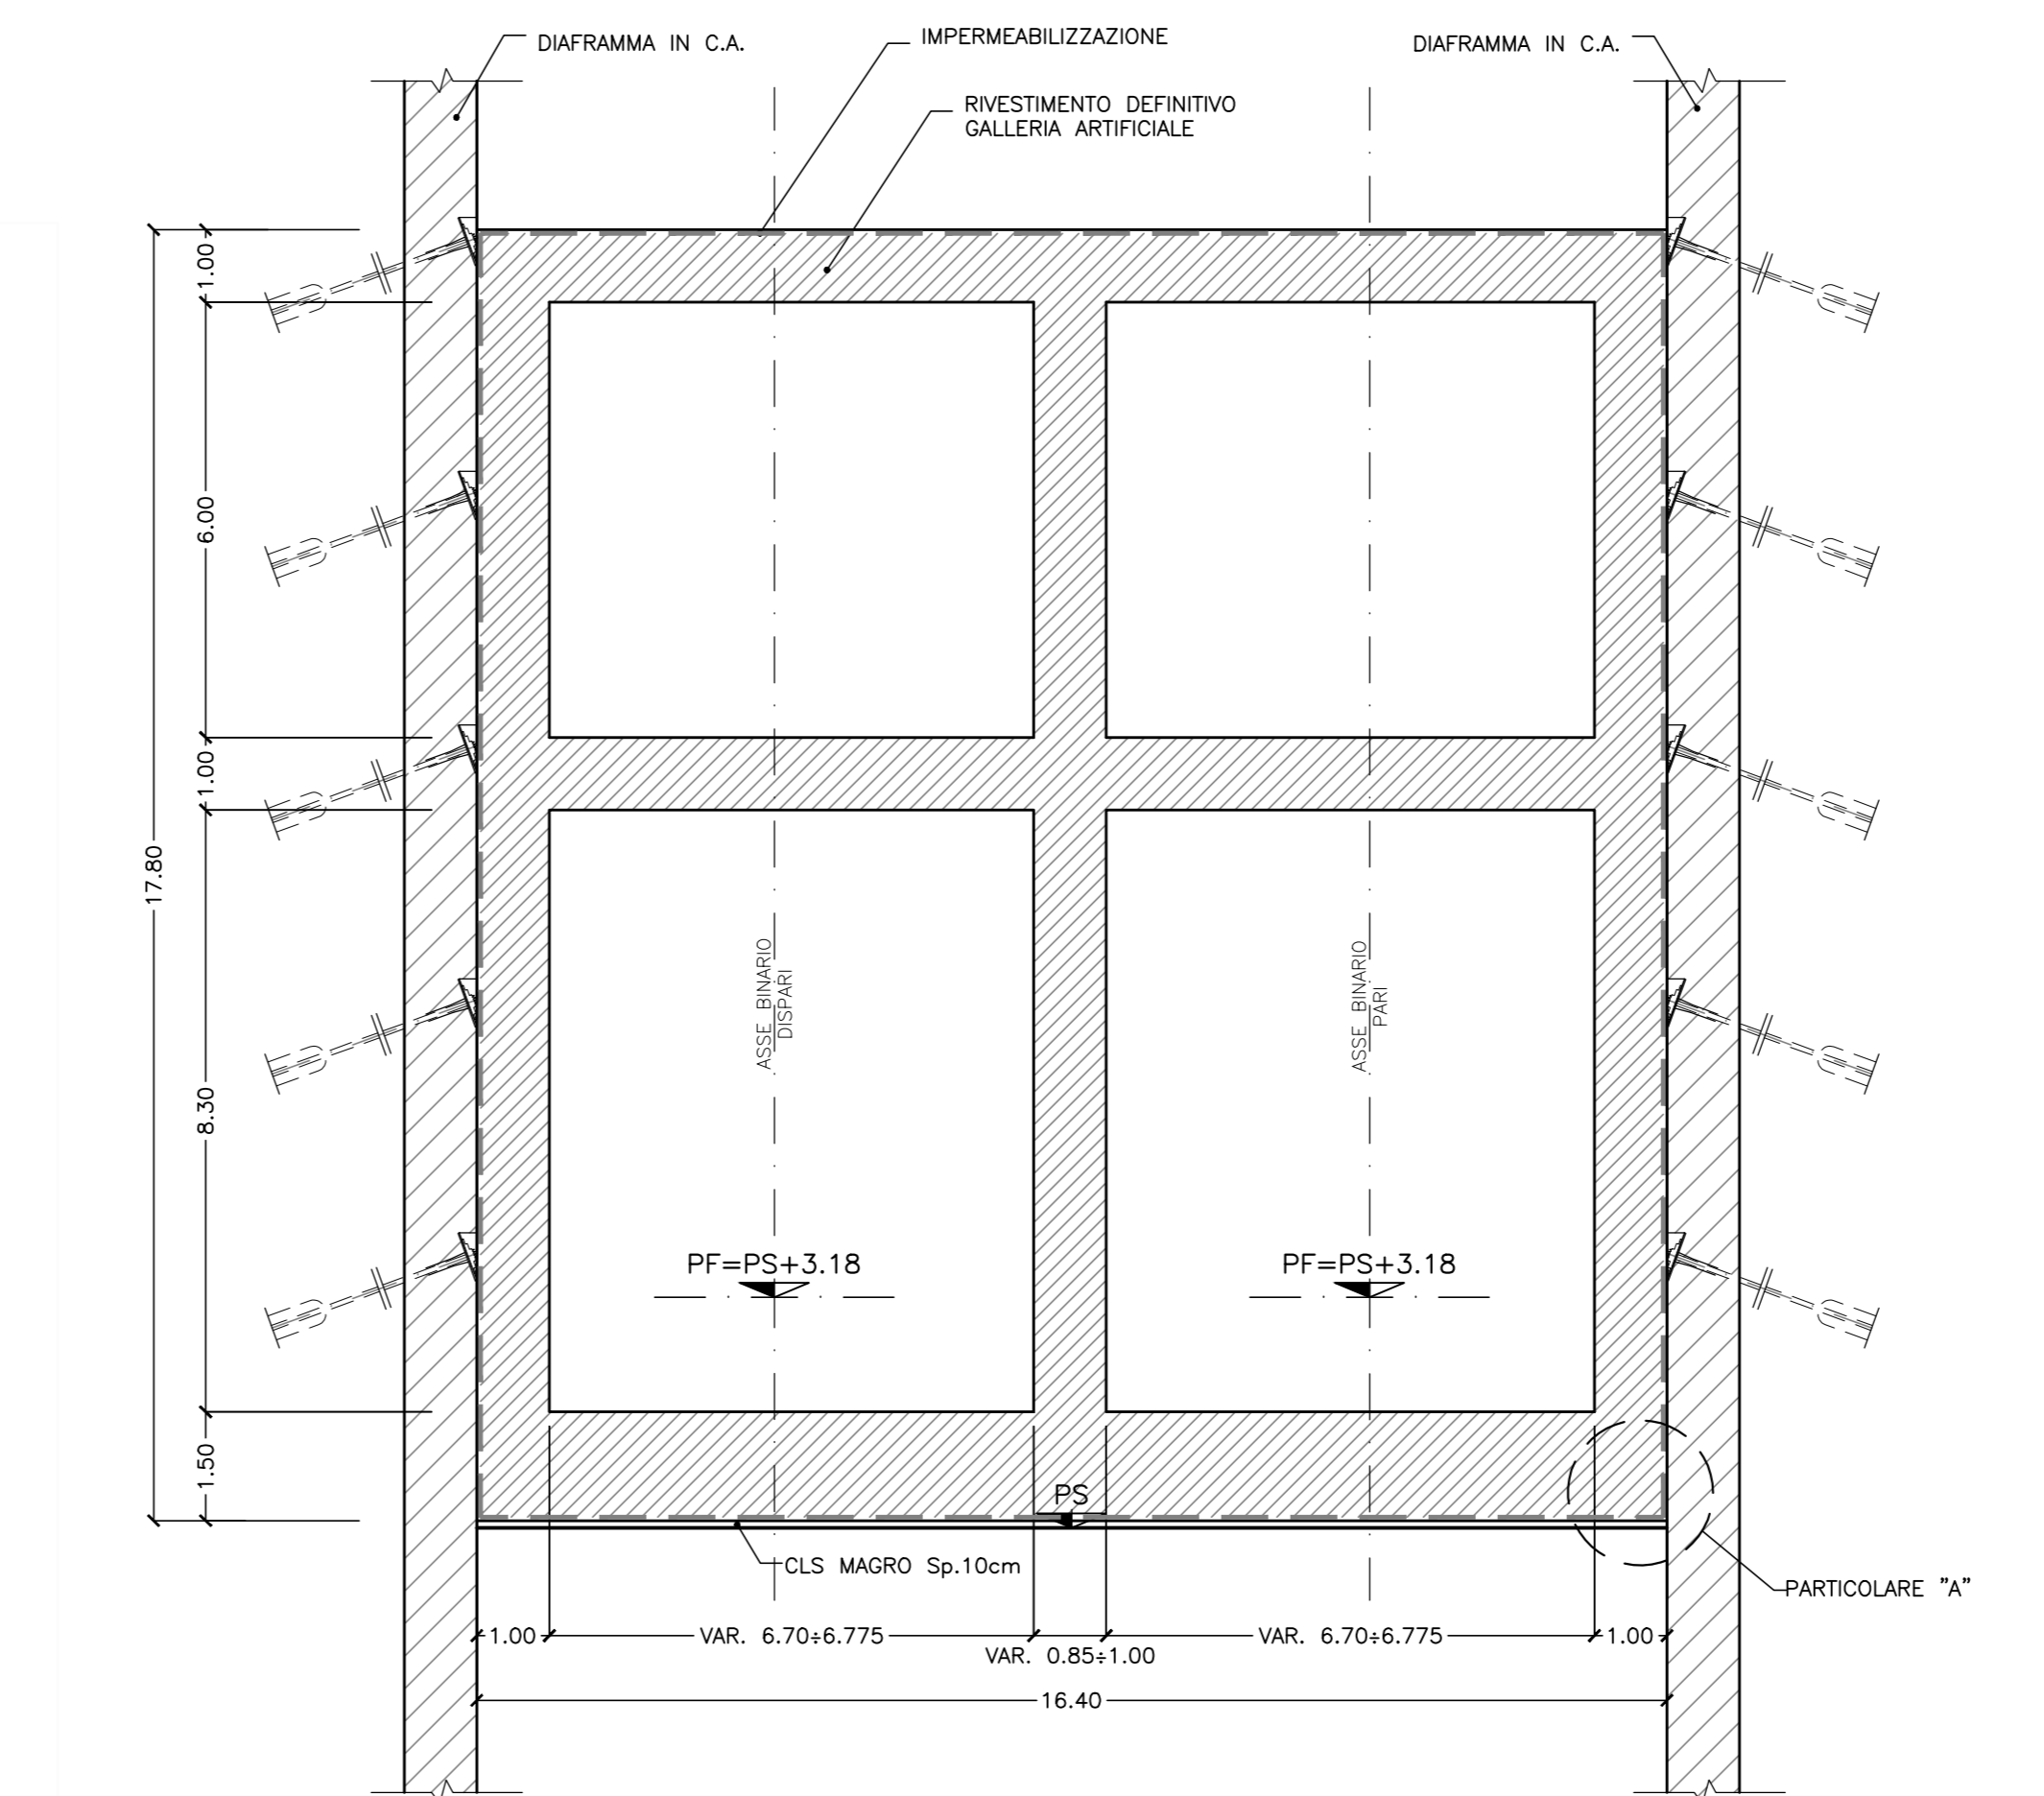 DIAFRAMMA IN C.A.
IMPERMEABILIZZAZIONE
DIAFRAMMA IN C.A.
RIVESTIMENTO DEFINITIVO
GALLERIA ARTIFICIALE
1.00
6.00
1.00
17.80
8.30
1.50
ASSE BINARIO
DISPARI
ASSE BINARIO
PARI
PF=PS+3.18
PF=PS+3.18
PS
CLS MAGRO Sp.10cm
PARTICOLARE "A"
1.00
VAR. 6.70÷6.775
VAR. 0.85÷1.00
VAR. 6.70÷6.775
1.00
16.40